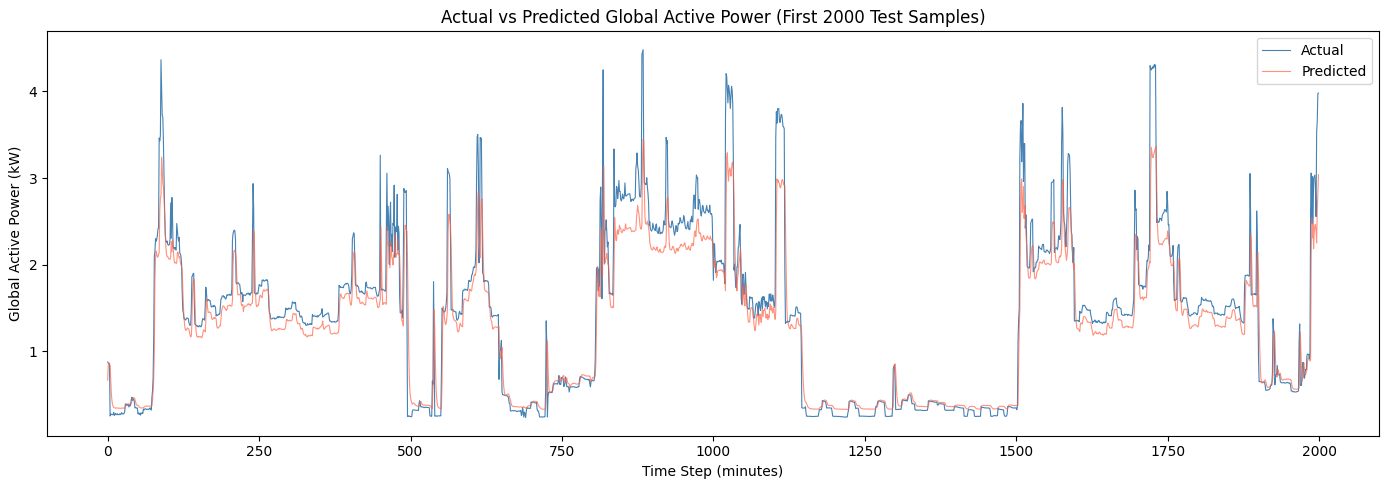 Actual vs Predicted Global Active Power (First 2000 Test Samples)
Actual
Predicted
Global Active Power (kW)
4
3
2
1
0 250 500 750 1000 1250 1500 1750 2000
Time Step (minutes)